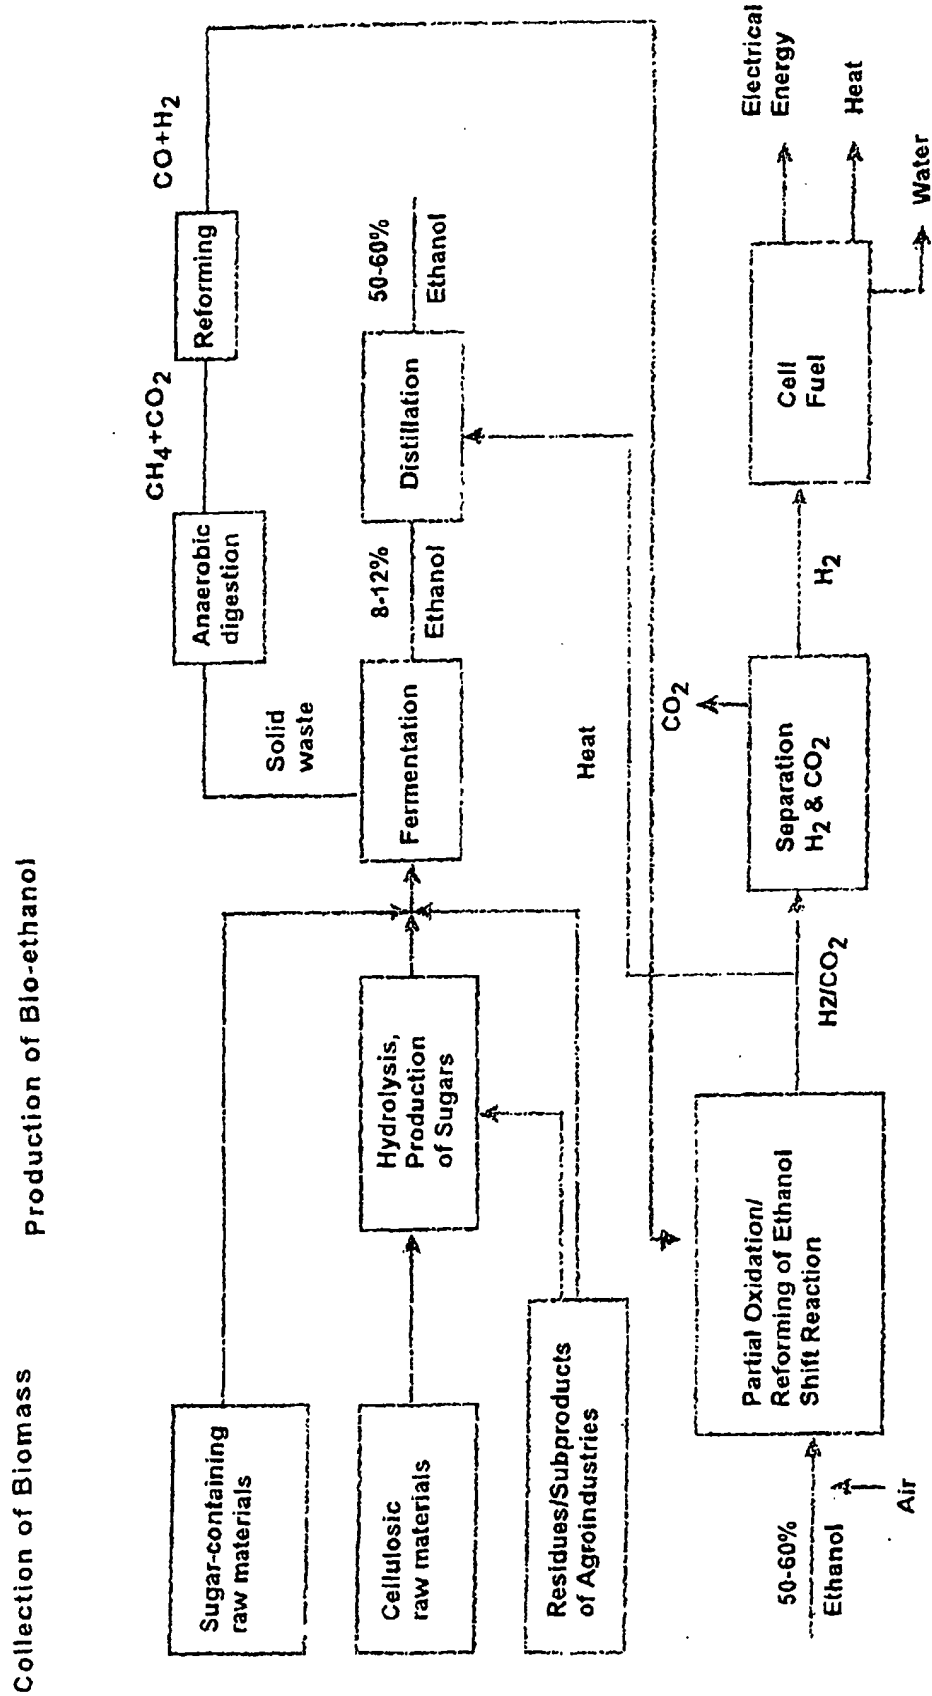 Collection of Biomass
Production of Bio-ethanol
Sugar-containing
raw materials
Cellulosic
raw materials
Residues/Subproducts
of Agroindustries
Hydrolysis,
Production
of Sugars
Fermentation
Solid
waste
Anaerobic
digestion
CH4+CO2
Reforming
CO+H2
8-12%
Ethanol
Distillation
50-60%
Ethanol
Heat
50-60%
Ethanol
Air
Partial Oxidation/
Reforming of Ethanol
Shift Reaction
H2/CO2
Separation
H2 & CO2
CO2
H2
Cell
Fuel
Electrical
Energy
Heat
Water